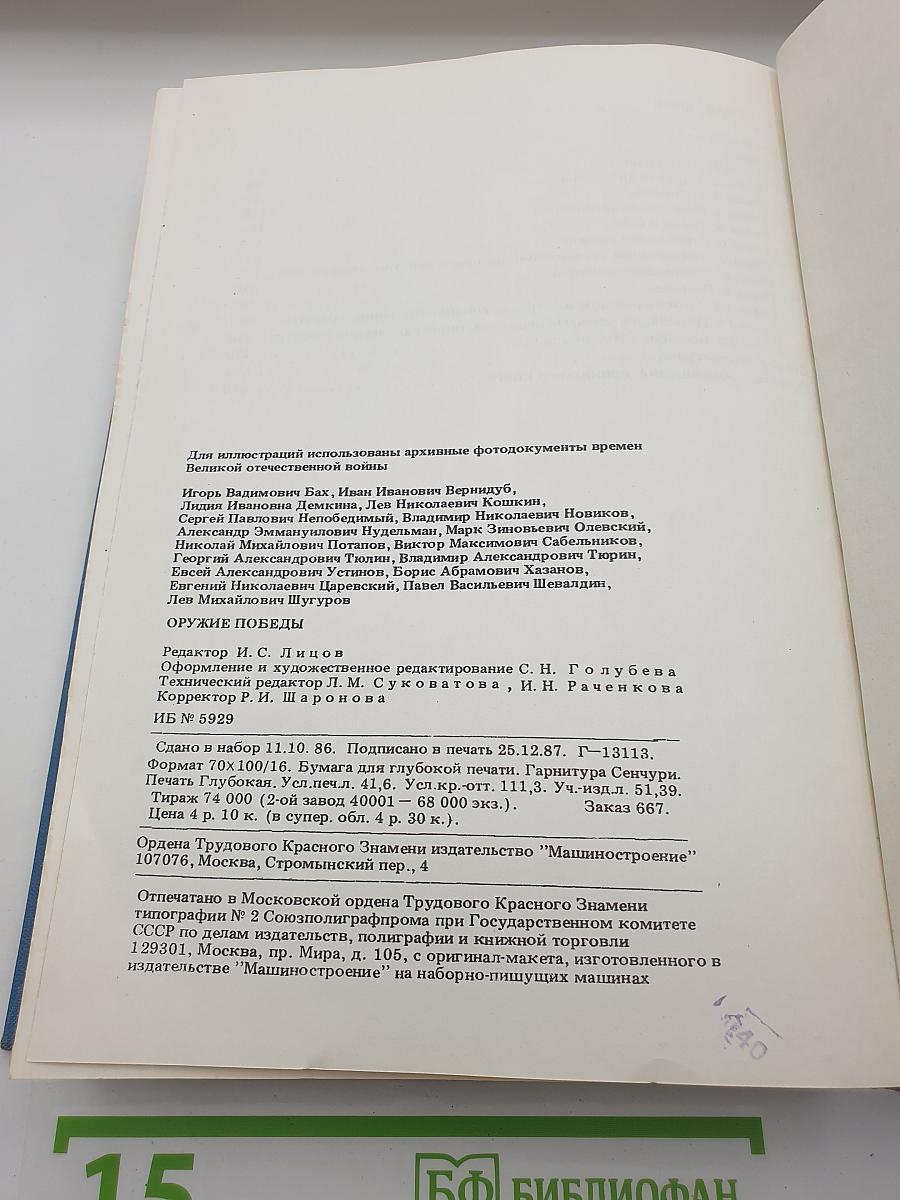 Для иллюстраций использованы архивные фотодокументы времен
Великой отечественной войны
Игорь Вадимович Бах, Иван Иванович Вернидуб,
Лидия Ивановна Демкина, Лев Николаевич Кошкин,
Сергей Павлович Непобедимый, Владимир Николаевич Новиков,
Александр Эммануилович Нудельман, Марк Зиновьевич Олевский,
Николай Михайлович Потапов, Виктор Максимович Сабельников,
Георгий Александрович Тюлин, Владимир Александрович Тюрин,
Евсей Александрович Устинов, Борис Абрамович Хазанов,
Евгений Николаевич Царевский, Павел Васильевич Шевалдин,
Лев Михайлович Шугуров
ОРУЖИЕ ПОБЕДЫ
Редактор И. С. Лицов
Оформление и художественное редактирование С. Н. Голубева
Технический редактор Л. М. Суковатова, И. Н. Раченкова
Корректор Р. И. Шаронова
ИБ № 5929
Сдано в набор 11.10. 86. Подписано в печать 25.12.87. Г—13113.
Формат 70X100/16. Бумага для глубокой печати. Гарнитура Сенчури.
Печать Глубокая. Усл.печ.л. 41,6. Усл.кр.-отт. 111,3. Уч.-изд.л. 51,39.
Тираж 74 000 (2-ой завод 40001 — 68 000 экз.). Заказ 667.
Цена 4 р. 10 к. (в супер. обл. 4 р. 30 к.).
Ордена Трудового Красного Знамени издательство "Машиностроение"
107076, Москва, Стромынский пер., 4
Отпечатано в Московской ордена Трудового Красного Знамени
типографии № 2 Союзполиграфпрома при Государственном комитете
СССР по делам издательств, полиграфии и книжной торговли
129301, Москва, пр. Мира, д. 105, с оригинал-макета, изготовленного в
издательстве "Машиностроение" на наборно-пишущих машинах
15
БФ БИБЛИОФАН